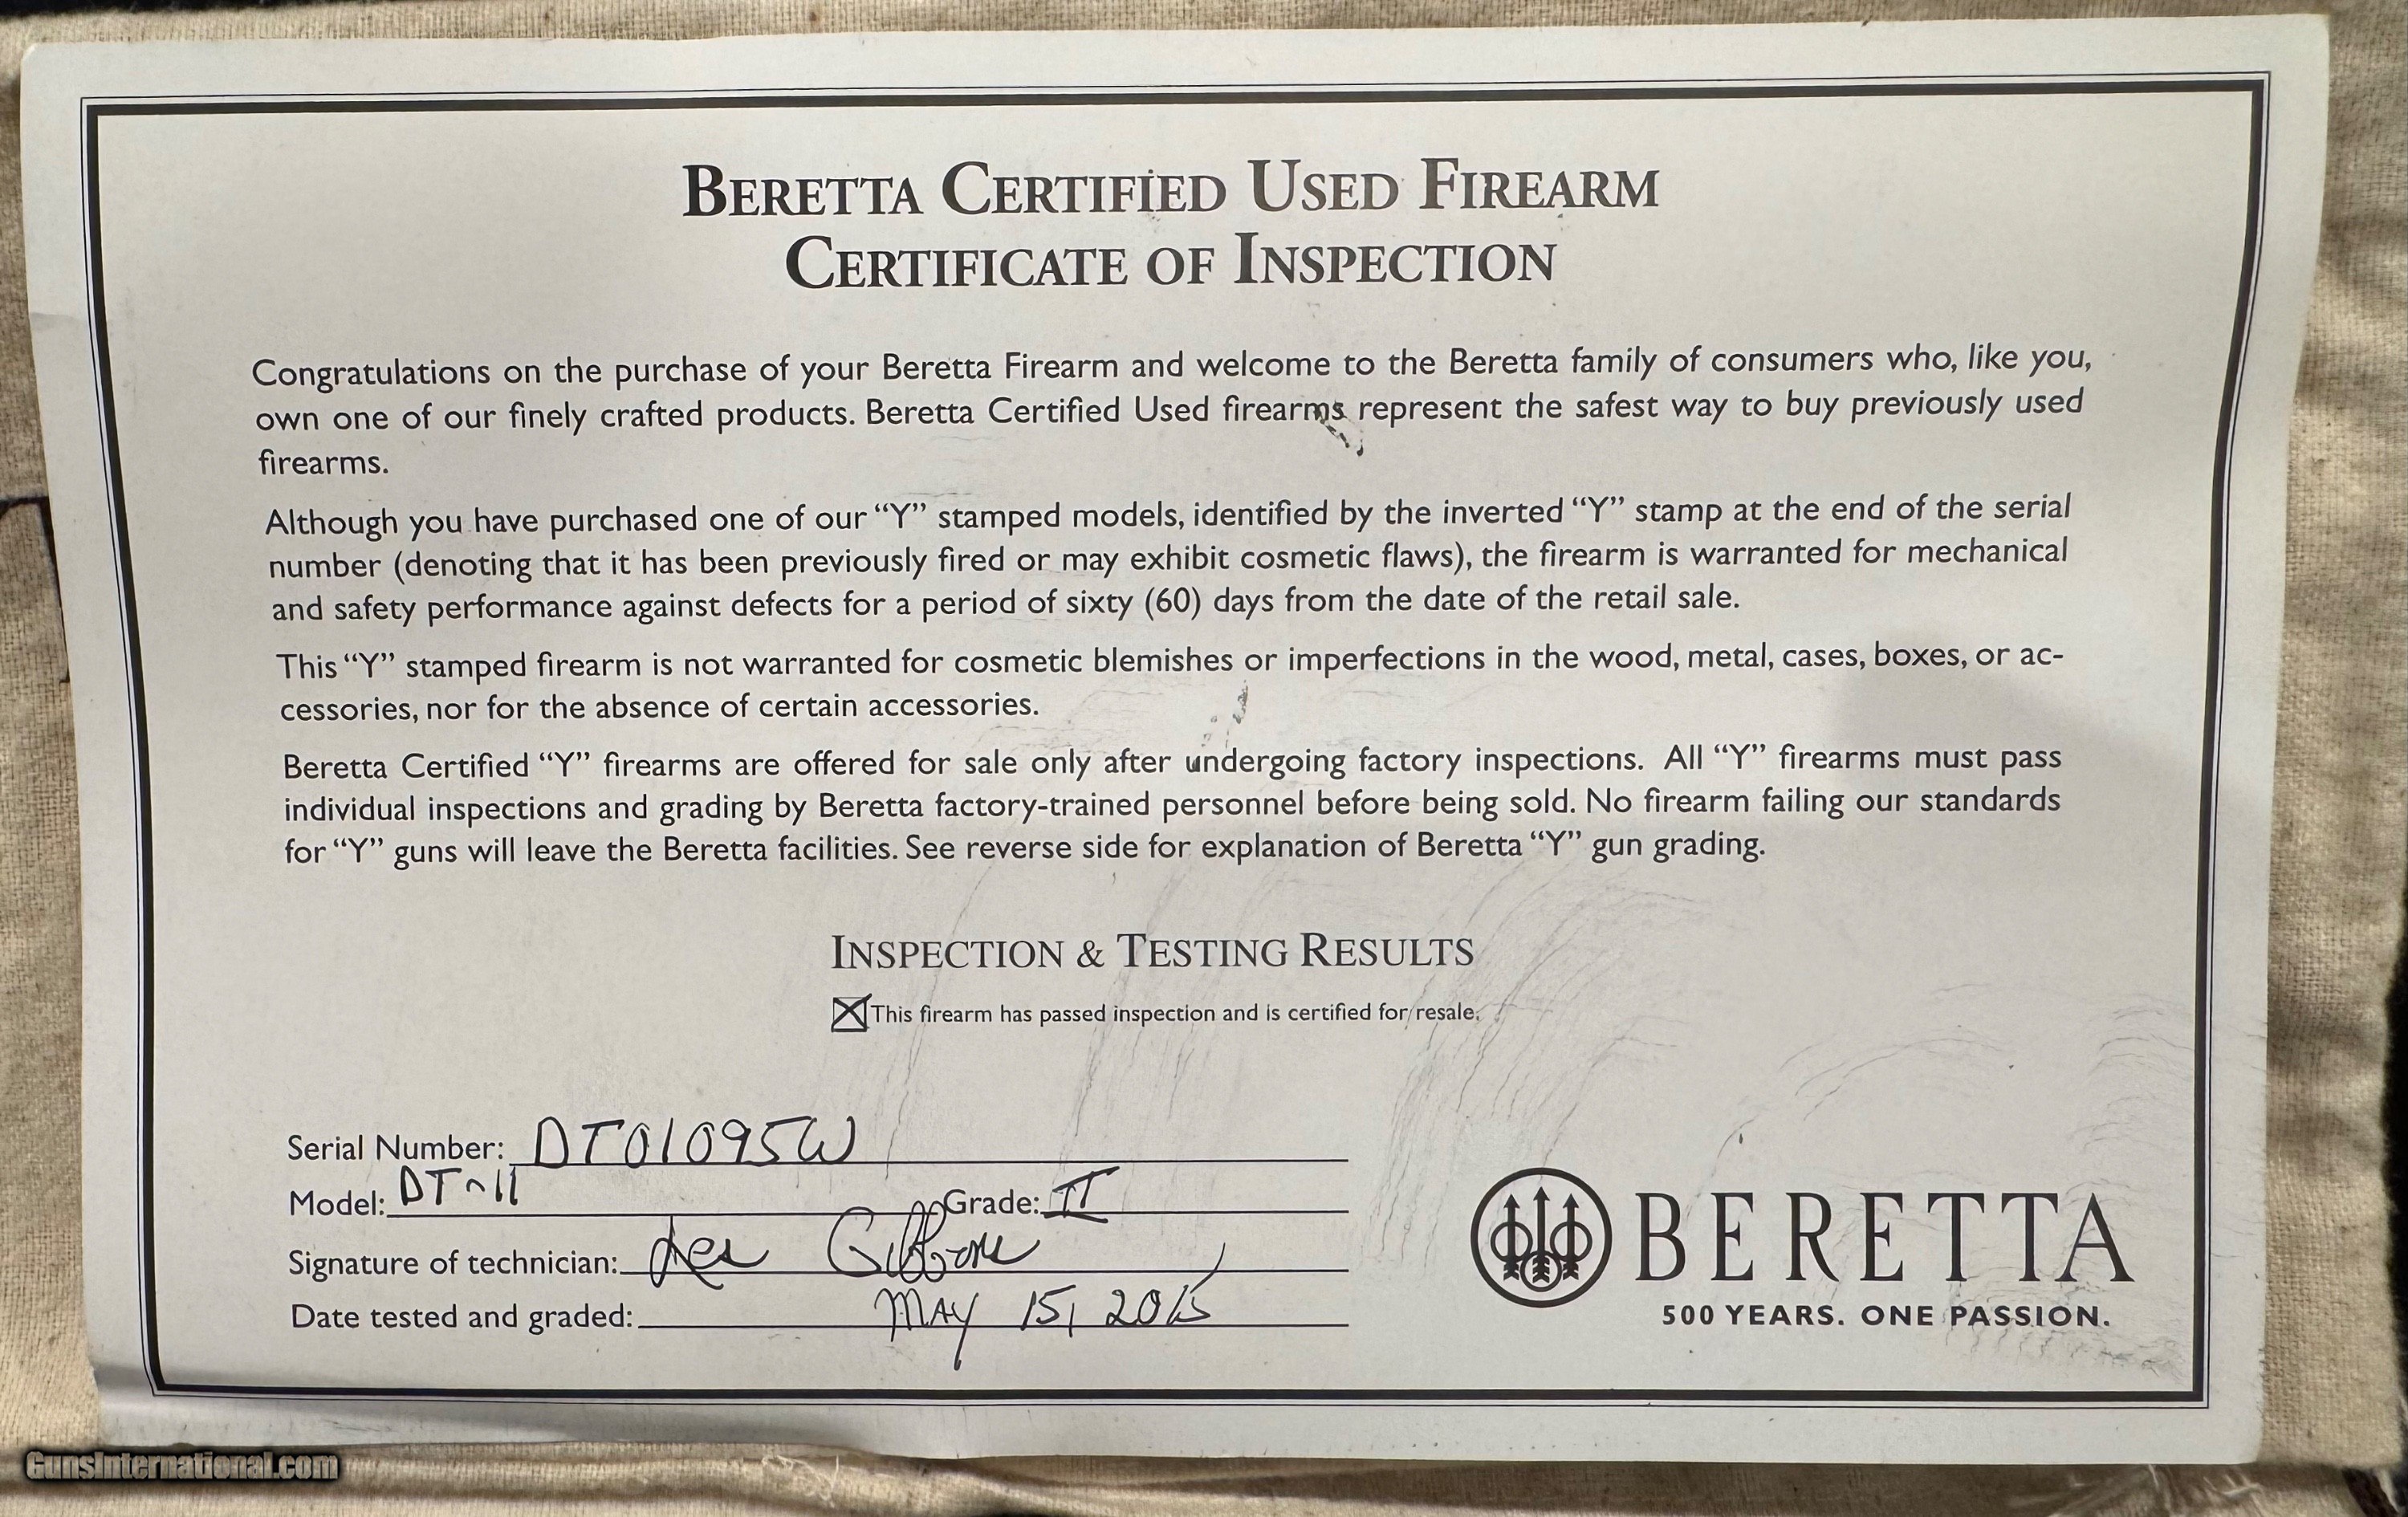 BERETTA CERTIFIED USED FIREARM
CERTIFICATE OF INSPECTION
Congratulations on the purchase of your Beretta Firearm and welcome to the Beretta family of consumers who, like you,
own one of our finely crafted products. Beretta Certified Used firearms represent the safest way to buy previously used
firearms.
Although you have purchased one of our “Y” stamped models, identified by the inverted “Y” stamp at the end of the serial
number (denoting that it has been previously fired or may exhibit cosmetic flaws), the firearm is warranted for mechanical
and safety performance against defects for a period of sixty (60) days from the date of the retail sale.
This “Y” stamped firearm is not warranted for cosmetic blemishes or imperfections in the wood, metal, cases, boxes, or ac-
cessories, nor for the absence of certain accessories.
Beretta Certified “Y” firearms are offered for sale only after undergoing factory inspections. All “Y” firearms must pass
individual inspections and grading by Beretta factory-trained personnel before being sold. No firearm failing our standards
for “Y” guns will leave the Beretta facilities. See reverse side for explanation of Beretta “Y” gun grading.
INSPECTION & TESTING RESULTS
This firearm has passed inspection and is certified for resale.
Serial Number: DT01095W
Model: DT-11 Grade: II
Signature of technician: Les Gibbons
Date tested and graded: MAY 15, 2015
BERETTA
500 YEARS. ONE PASSION.
GunsInternational.com